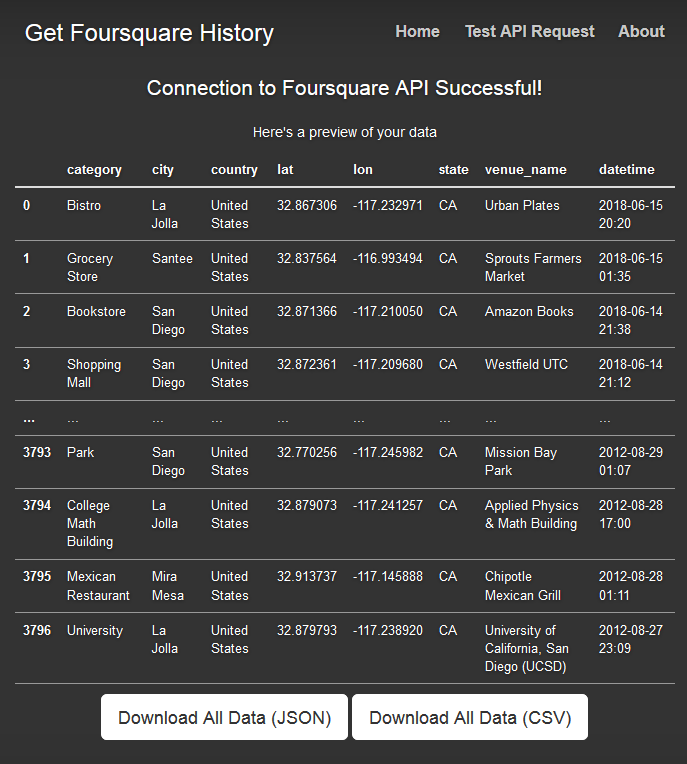 Get Foursquare History Home Test API Request About
Connection to Foursquare API Successful!
Here's a preview of your data
category city country lat lon state venue_name datetime
0 Bistro La Jolla United States 32.867306 -117.232971 CA Urban Plates 2018-06-15 20:20
1 Grocery Store Santee United States 32.837564 -116.993494 CA Sprouts Farmers Market 2018-06-15 01:35
2 Bookstore San Diego United States 32.871366 -117.210050 CA Amazon Books 2018-06-14 21:38
3 Shopping Mall San Diego United States 32.872361 -117.209680 CA Westfield UTC 2018-06-14 21:12
... ... ... ... ... ... ... ... ...
3793 Park San Diego United States 32.770256 -117.245982 CA Mission Bay Park 2012-08-29 01:07
3794 College Math Building La Jolla United States 32.879073 -117.241257 CA Applied Physics & Math Building 2012-08-28 17:00
3795 Mexican Restaurant Mira Mesa United States 32.913737 -117.145888 CA Chipotle Mexican Grill 2012-08-28 01:11
3796 University La Jolla United States 32.879793 -117.238920 CA University of California, San Diego (UCSD) 2012-08-27 23:09
Download All Data (JSON) Download All Data (CSV)